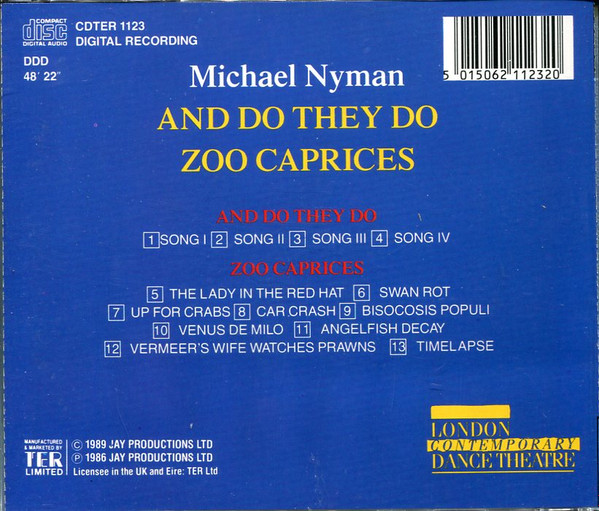 COMPACT
disc
DIGITAL AUDIO
CDTER 1123
DIGITAL RECORDING
DDD
48' 22"
5 015062 112320
Michael Nyman
AND DO THEY DO
ZOO CAPRICES
AND DO THEY DO
1 SONG I 2 SONG II 3 SONG III 4 SONG IV
ZOO CAPRICES
5 THE LADY IN THE RED HAT 6 SWAN ROT
7 UP FOR CRABS 8 CAR CRASH 9 BISOCOSIS POPULI
10 VENUS DE MILO 11 ANGELFISH DECAY
12 VERMEER'S WIFE WATCHES PRAWNS 13 TIMELAPSE
MANUFACTURED
& MARKETED BY
TER
LIMITED
© 1989 JAY PRODUCTIONS LTD
℗ 1986 JAY PRODUCTIONS LTD
Licensee in the UK and Eire: TER Ltd
LONDON
CONTEMPORARY
DANCE THEATRE